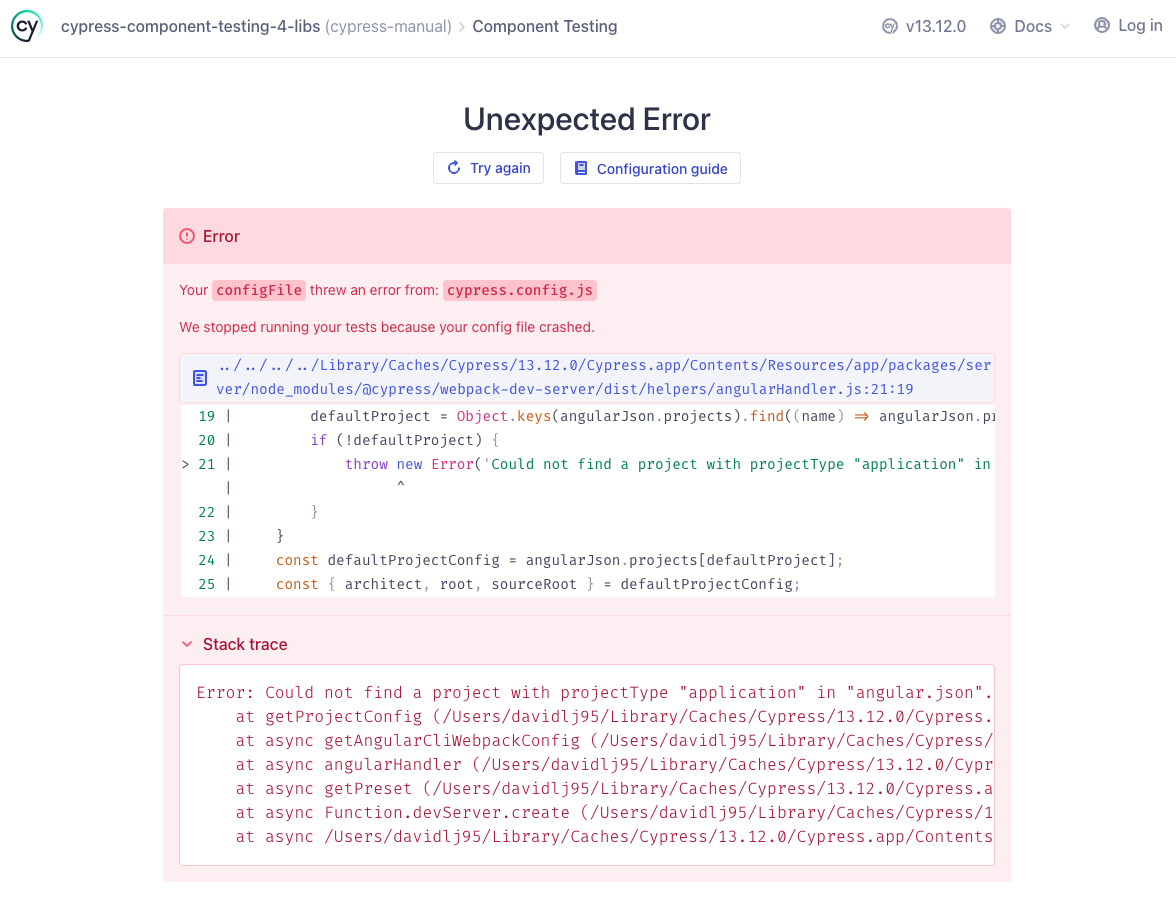 cy cypress-component-testing-4-libs (cypress-manual) > Component Testing v13.12.0 Docs Log in
Unexpected Error
Try again Configuration guide
Error
Your configFile threw an error from: cypress.config.js
We stopped running your tests because your config file crashed.
../../../../Library/Caches/Cypress/13.12.0/Cypress.app/Contents/Resources/app/packages/ser
ver/node_modules/@cypress/webpack-dev-server/dist/helpers/angularHandler.js:21:19
19 |         defaultProject = Object.keys(angularJson.projects).find((name) => angularJson.pr
20 |         if (!defaultProject) {
> 21 |             throw new Error('Could not find a project with projectType "application" in
|                   ^
22 |         }
23 |     }
24 |     const defaultProjectConfig = angularJson.projects[defaultProject];
25 |     const { architect, root, sourceRoot } = defaultProjectConfig;
Stack trace
Error: Could not find a project with projectType "application" in "angular.json".
at getProjectConfig (/Users/davidlj95/Library/Caches/Cypress/13.12.0/Cypress.
at async getAngularCliWebpackConfig (/Users/davidlj95/Library/Caches/Cypress/
at async angularHandler (/Users/davidlj95/Library/Caches/Cypress/13.12.0/Cypr
at async getPreset (/Users/davidlj95/Library/Caches/Cypress/13.12.0/Cypress.a
at async Function.devServer.create (/Users/davidlj95/Library/Caches/Cypress/1
at async /Users/davidlj95/Library/Caches/Cypress/13.12.0/Cypress.app/Contents